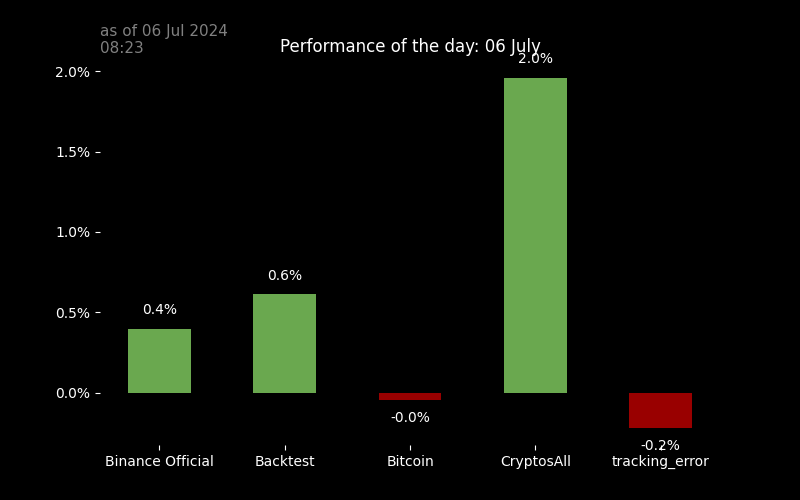 as of 06 Jul 2024
08:23
Performance of the day: 06 July
2.0%
2.0%
1.5%
1.0%
0.6%
0.5%
0.4%
0.0%
-0.0%
-0.2%
Binance Official
Backtest
Bitcoin
CryptosAll
tracking_error